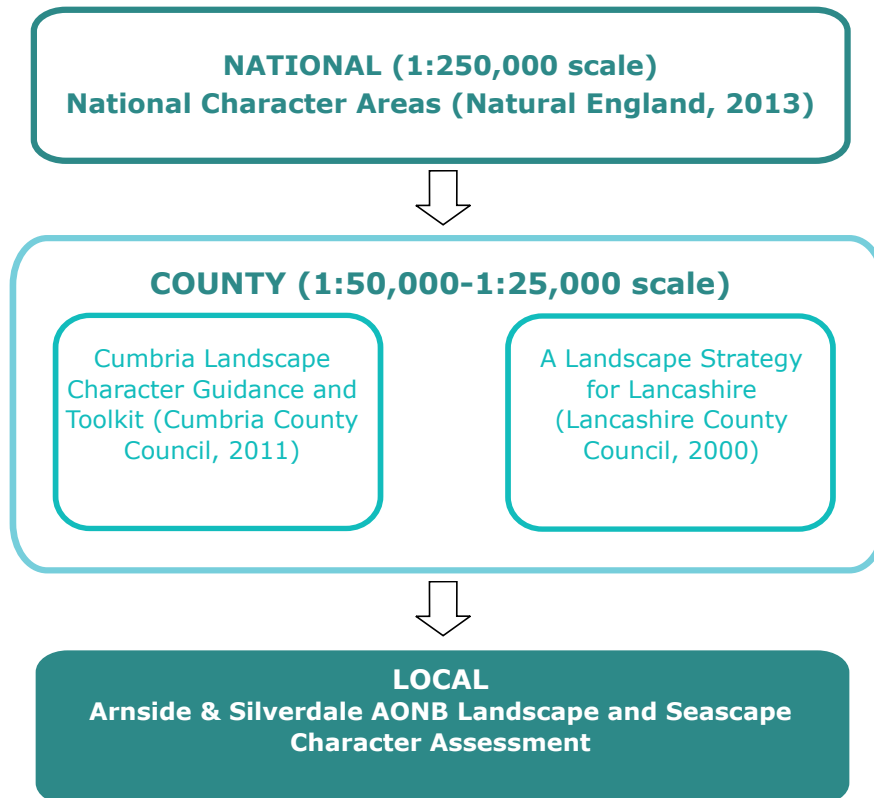 NATIONAL (1:250,000 scale)
National Character Areas (Natural England, 2013)
COUNTY (1:50,000-1:25,000 scale)
Cumbria Landscape
Character Guidance and
Toolkit (Cumbria County
Council, 2011)
A Landscape Strategy
for Lancashire
(Lancashire County
Council, 2000)
LOCAL
Arnside & Silverdale AONB Landscape and Seascape
Character Assessment